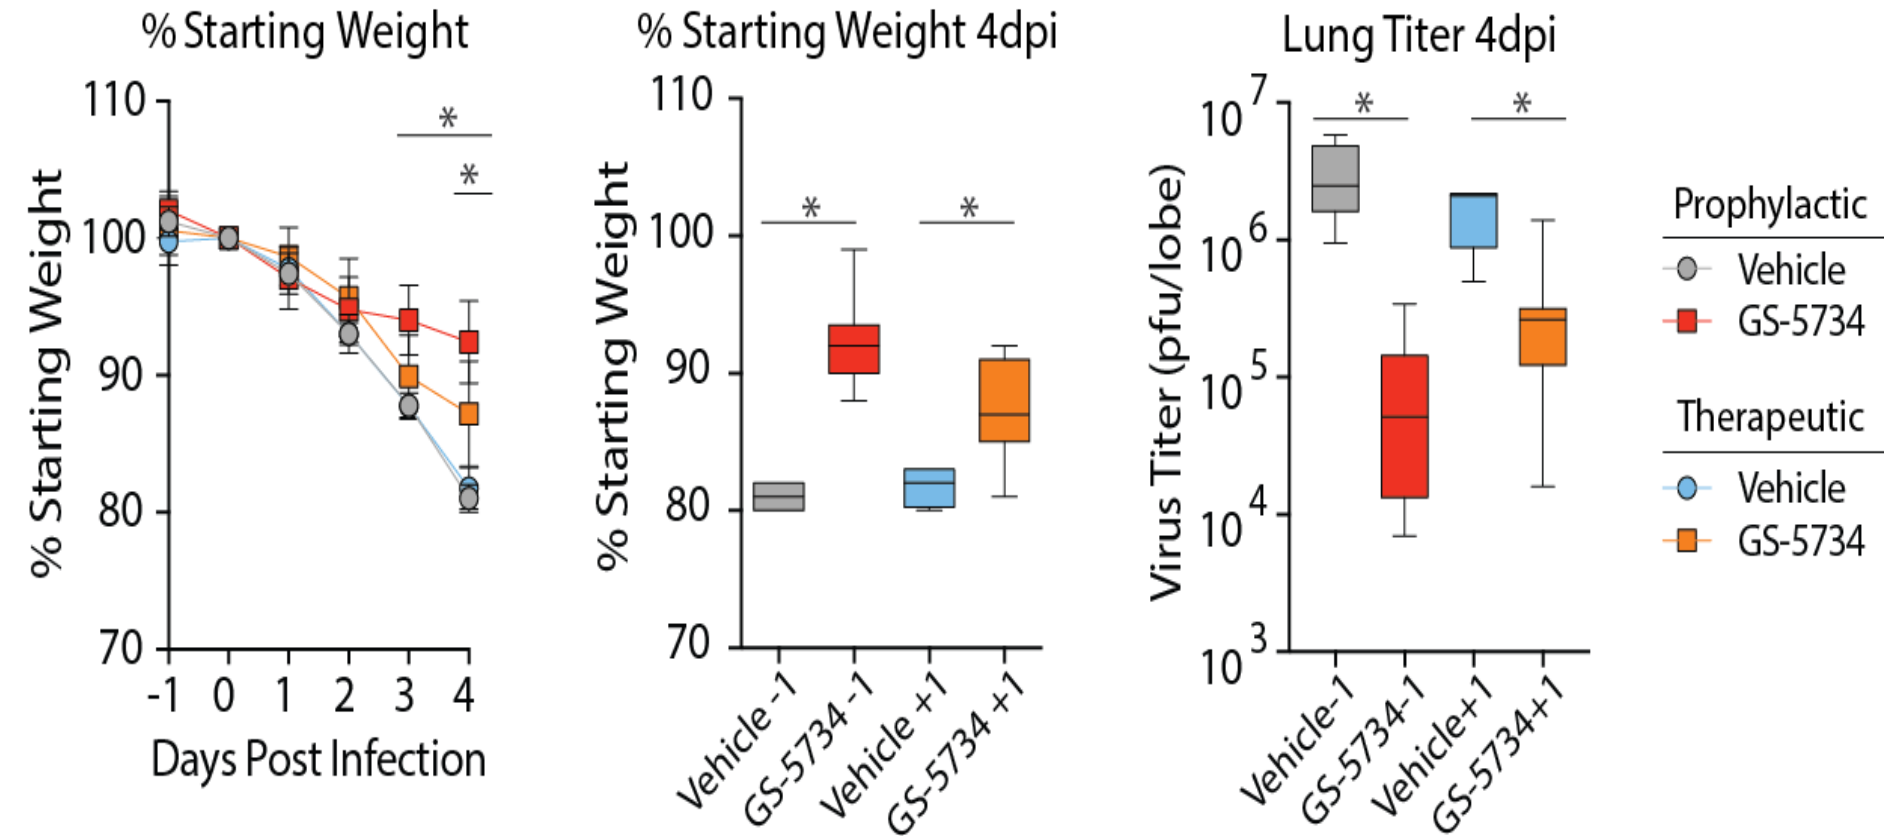 % Starting Weight
% Starting Weight
110
100
90
80
70
-1 0 1 2 3 4
Days Post Infection
*
*
% Starting Weight 4dpi
% Starting Weight
110
100
90
80
70
* *
Vehicle -1
GS-5734 -1
Vehicle +1
GS-5734 +1
Lung Titer 4dpi
Virus Titer (pfu/lobe)
10^7
10^6
10^5
10^4
10^3
* *
Vehicle-1
GS-5734-1
Vehicle+1
GS-5734+1
Prophylactic
Vehicle
GS-5734
Therapeutic
Vehicle
GS-5734